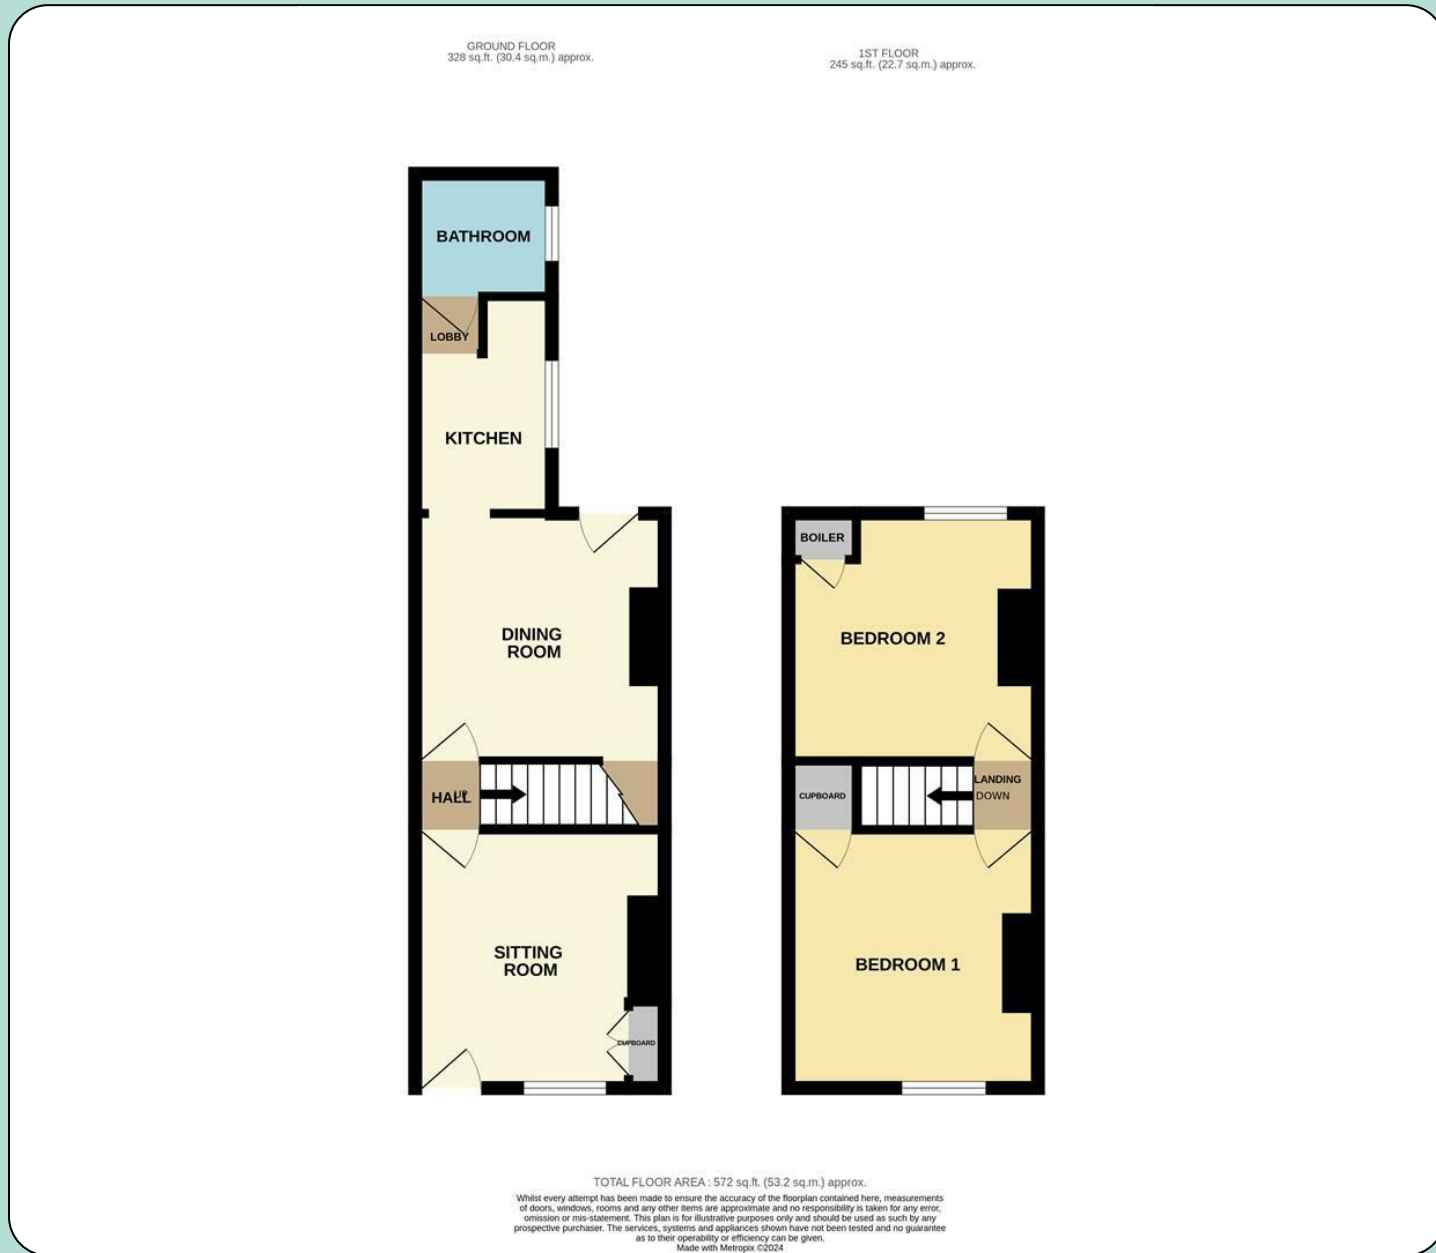 GROUND FLOOR
328 sq.ft. (30.4 sq.m.) approx.
1ST FLOOR
245 sq.ft. (22.7 sq.m.) approx.
BATHROOM
LOBBY
KITCHEN
DINING
ROOM
HALL
UP
SITTING
ROOM
CUPBOARD
BOILER
BEDROOM 2
LANDING
DOWN
CUPBOARD
BEDROOM 1
TOTAL FLOOR AREA : 572 sq.ft. (53.2 sq.m.) approx.
Whilst every attempt has been made to ensure the accuracy of the floorplan contained here, measurements
of doors, windows, rooms and any other items are approximate and no responsibility is taken for any error,
omission or mis-statement. This plan is for illustrative purposes only and should be used as such by any
prospective purchaser. The services, systems and appliances shown have not been tested and no guarantee
as to their operability or efficiency can be given.
Made with Metropix ©2024